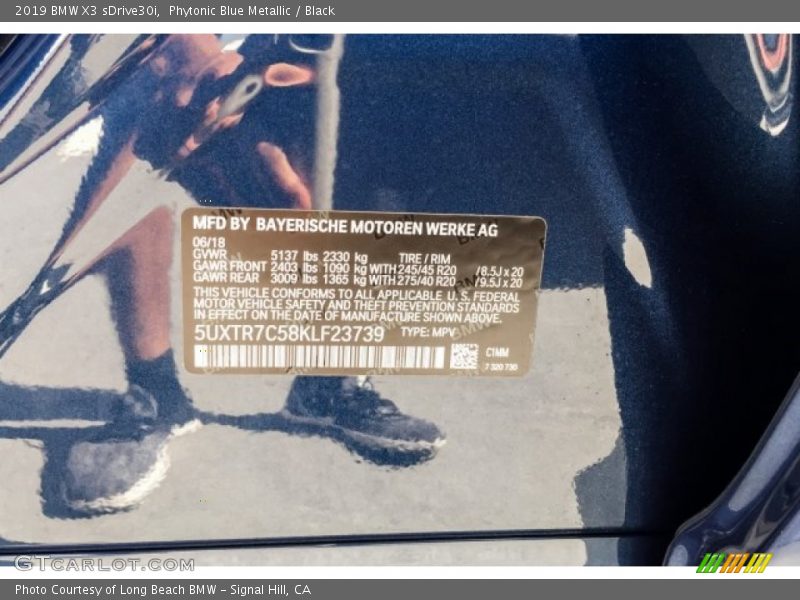 2019 BMW X3 sDrive30i, Phytonic Blue Metallic / Black
MFD BY BAYERISCHE MOTOREN WERKE AG
06/18
GVWR 5137 lbs 2330 kg TIRE / RIM
GAWR FRONT 2403 lbs 1090 kg WITH 245/45 R20 /8.5J x 20
GAWR REAR 3009 lbs 1365 kg WITH 275/40 R20 /9.5J x 20
THIS VEHICLE CONFORMS TO ALL APPLICABLE U. S. FEDERAL
MOTOR VEHICLE SAFETY AND THEFT PREVENTION STANDARDS
IN EFFECT ON THE DATE OF MANUFACTURE SHOWN ABOVE.
5UXTR7C58KLF23739 TYPE: MPV
C1MM
7 320 730
GTCARLOT.COM
Photo Courtesy of Long Beach BMW – Signal Hill, CA